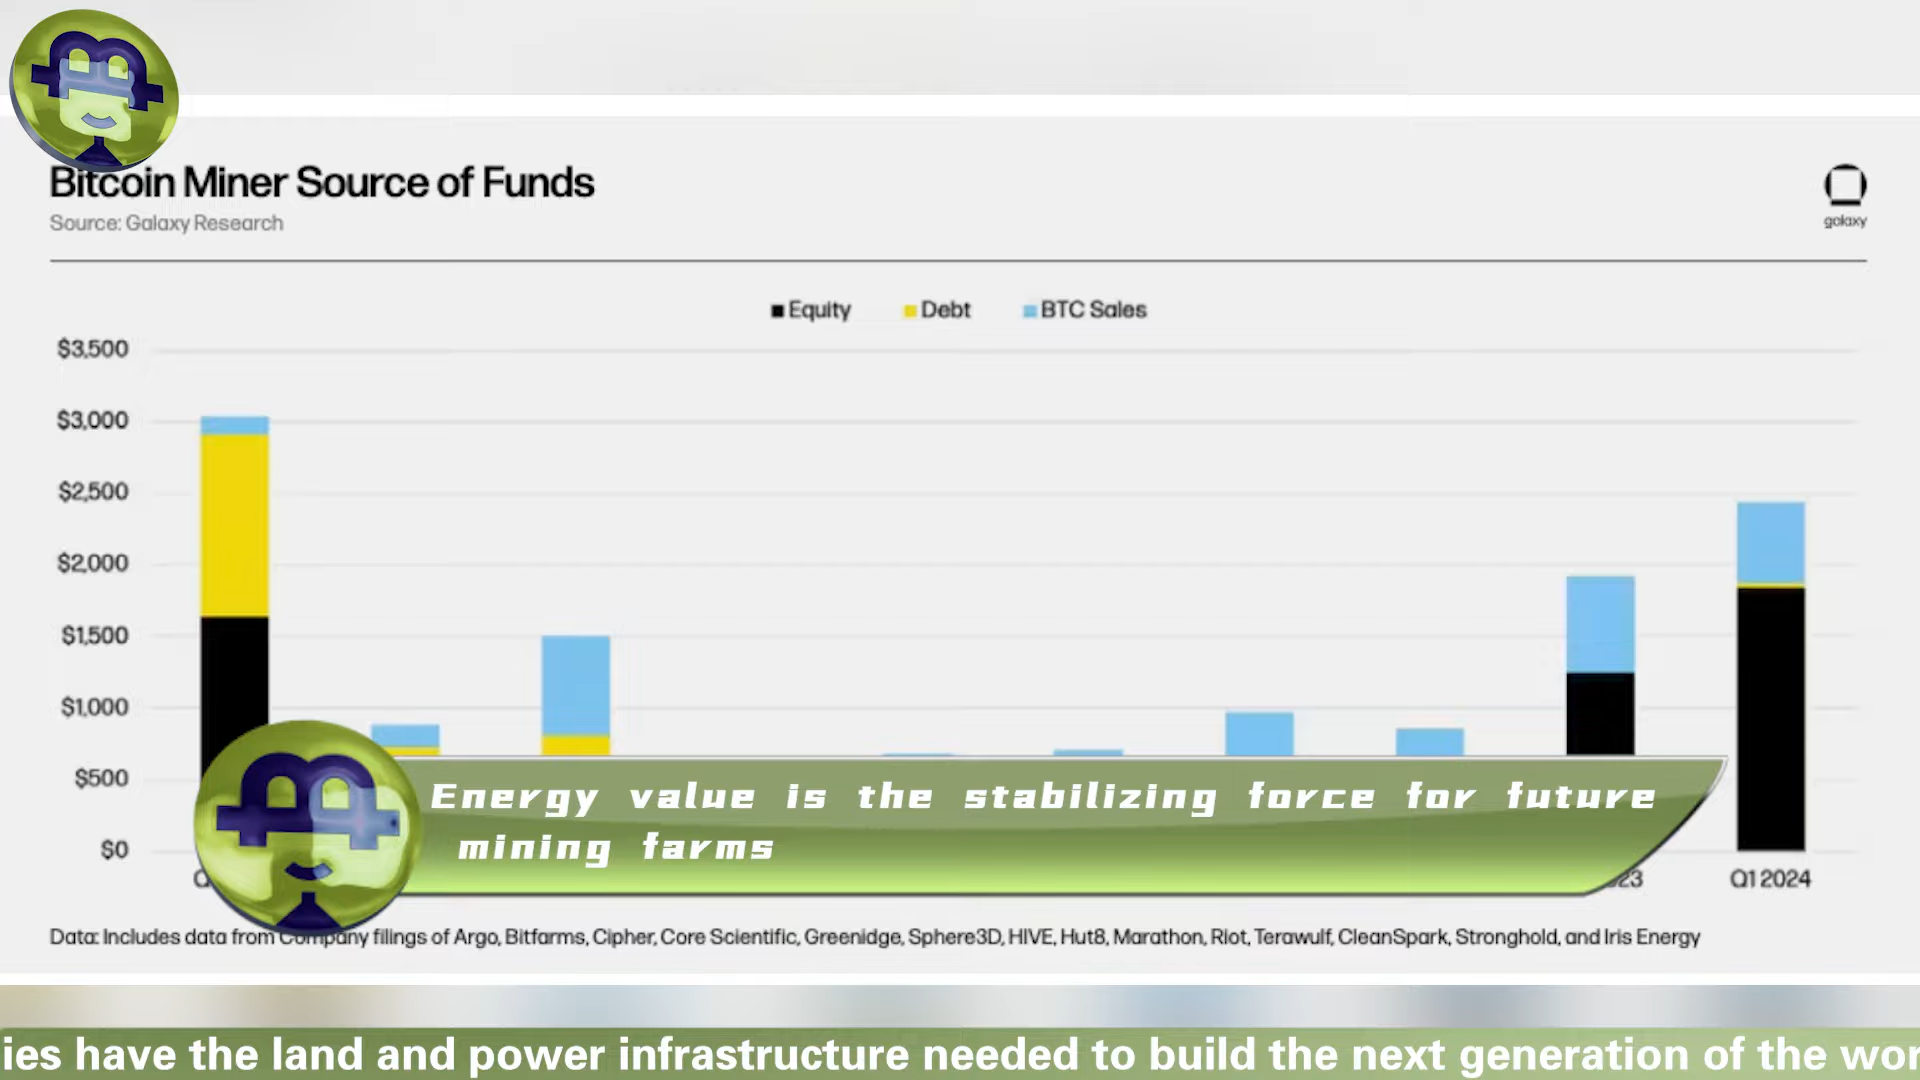 Bitcoin Miner Source of Funds
Source: Galaxy Research
galaxy
Equity Debt BTC Sales
$3,500
$3,000
$2,500
$2,000
$1,500
$1,000
$500
$0
Q1 2024
Energy value is the stabilizing force for future
mining farms
Data: Includes data from Company filings of Argo, Bitfarms, Cipher, Core Scientific, Greenidge, Sphere3D, HIVE, Hut8, Marathon, Riot, Terawulf, CleanSpark, Stronghold, and Iris Energy
ies have the land and power infrastructure needed to build the next generation of the wor